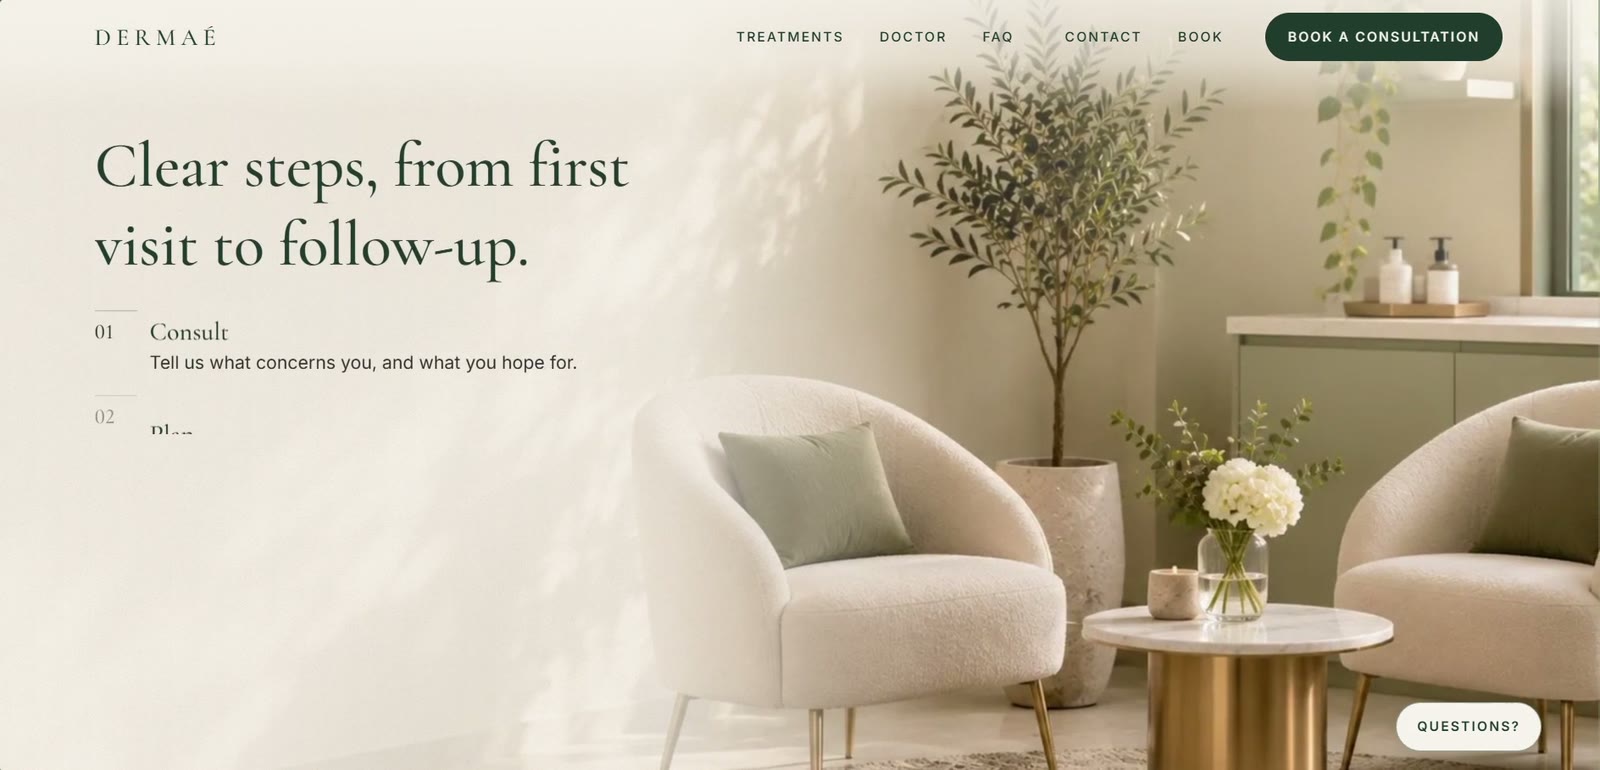 DERMAÉ
TREATMENTS
DOCTOR
FAQ
CONTACT
BOOK
BOOK A CONSULTATION
Clear steps, from first
visit to follow-up.
01
Consult
Tell us what concerns you, and what you hope for.
02
Plan
QUESTIONS?